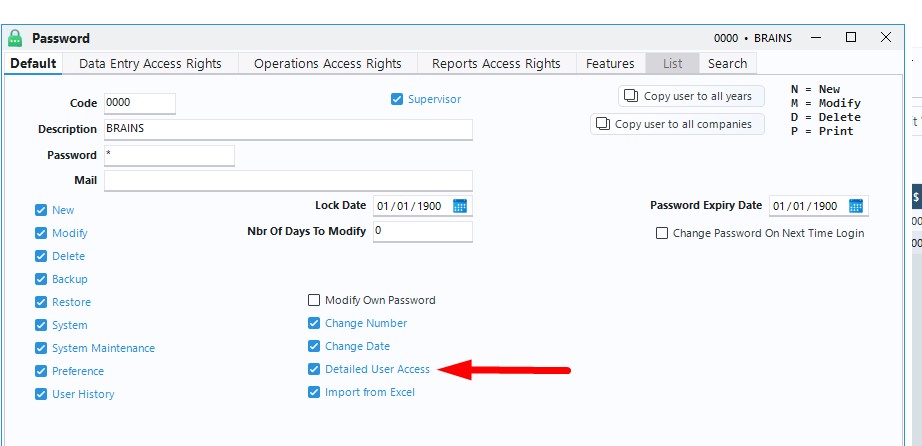 Password
0000 • BRAINS
Default
Data Entry Access Rights
Operations Access Rights
Reports Access Rights
Features
List
Search
Code
0000
Supervisor
Copy user to all years
N = New
M = Modify
D = Delete
P = Print
Copy user to all companies
Description
BRAINS
Password
*
Mail
New
Lock Date
01 / 01 / 1900
Password Expiry Date
01 / 01 / 1900
Modify
Nbr Of Days To Modify
0
Change Password On Next Time Login
Delete
Backup
Restore
Modify Own Password
System
Change Number
System Maintenance
Change Date
Preference
Detailed User Access
User History
Import from Excel